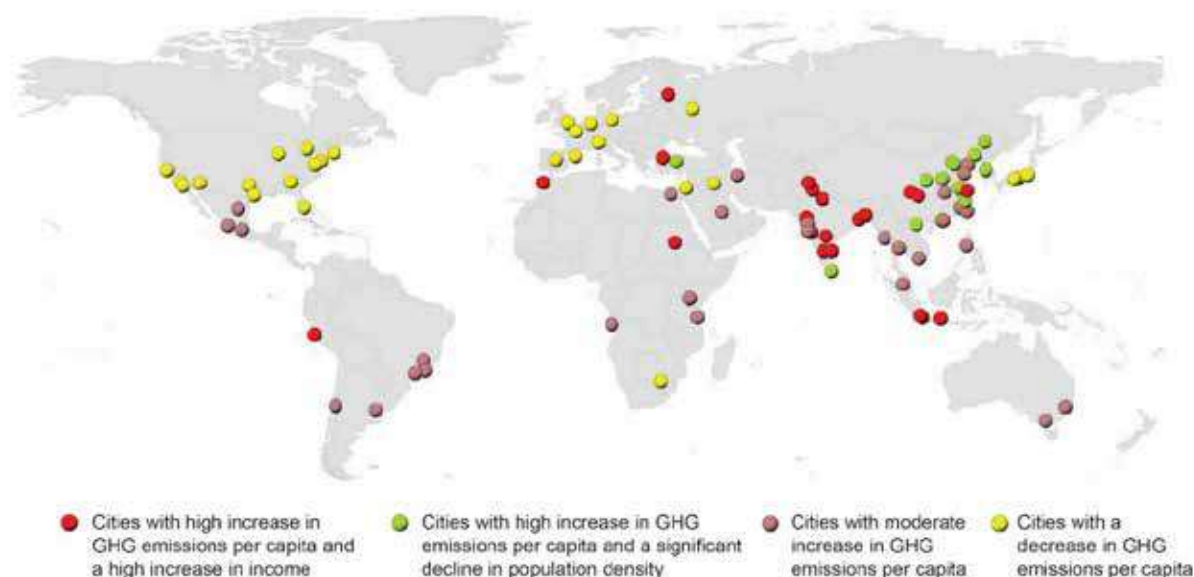 Cities with high increase in
GHG emissions per capita and
a high increase in income
Cities with high increase in GHG
emissions per capita and a significant
decline in population density
Cities with moderate
increase in GHG
emissions per capita
Cities with a
decrease in GHG
emissions per capita